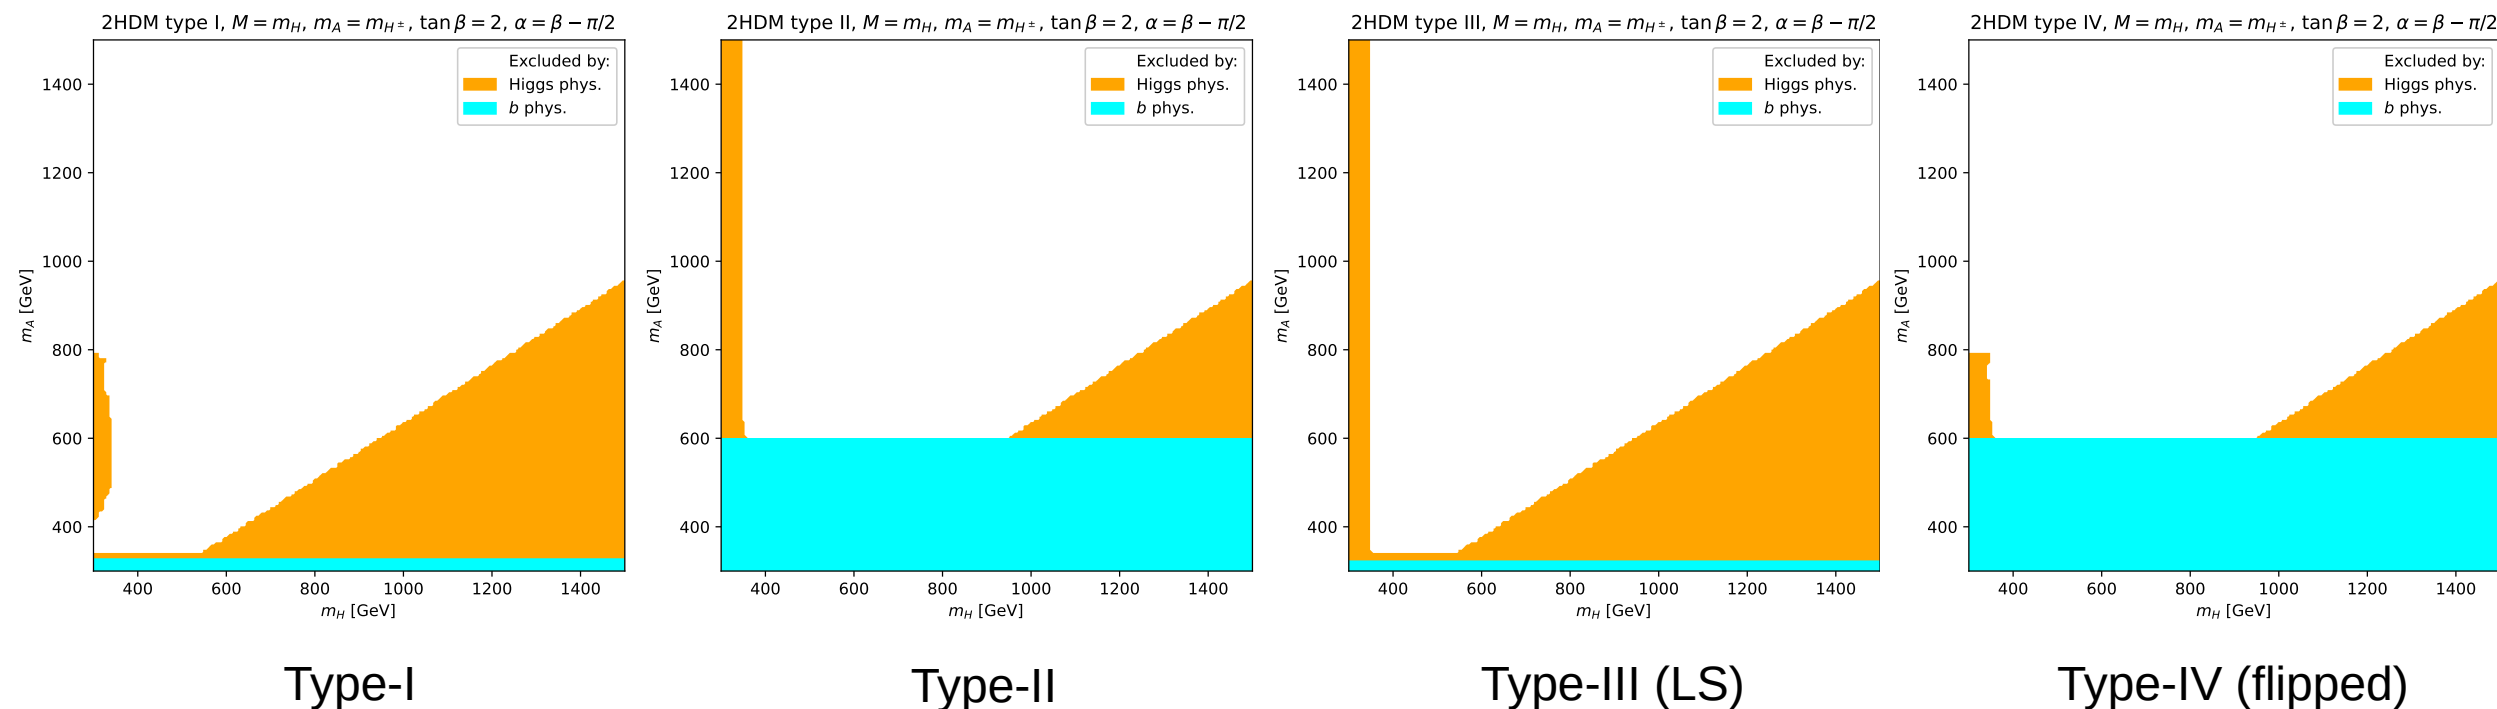 2HDM type I, M = m_H, m_A = m_{H^±}, tan β = 2, α = β − π/2
Excluded by:
Higgs phys.
b phys.
1400
1200
1000
800
600
400
m_A [GeV]
400 600 800 1000 1200 1400
m_H [GeV]
Type-I
2HDM type II, M = m_H, m_A = m_{H^±}, tan β = 2, α = β − π/2
Excluded by:
Higgs phys.
b phys.
1400
1200
1000
800
600
400
m_A [GeV]
400 600 800 1000 1200 1400
m_H [GeV]
Type-II
2HDM type III, M = m_H, m_A = m_{H^±}, tan β = 2, α = β − π/2
Excluded by:
Higgs phys.
b phys.
1400
1200
1000
800
600
400
m_A [GeV]
400 600 800 1000 1200 1400
m_H [GeV]
Type-III (LS)
2HDM type IV, M = m_H, m_A = m_{H^±}, tan β = 2, α = β − π/2
Excluded by:
Higgs phys.
b phys.
1400
1200
1000
800
600
400
m_A [GeV]
400 600 800 1000 1200 1400
m_H [GeV]
Type-IV (flipped)